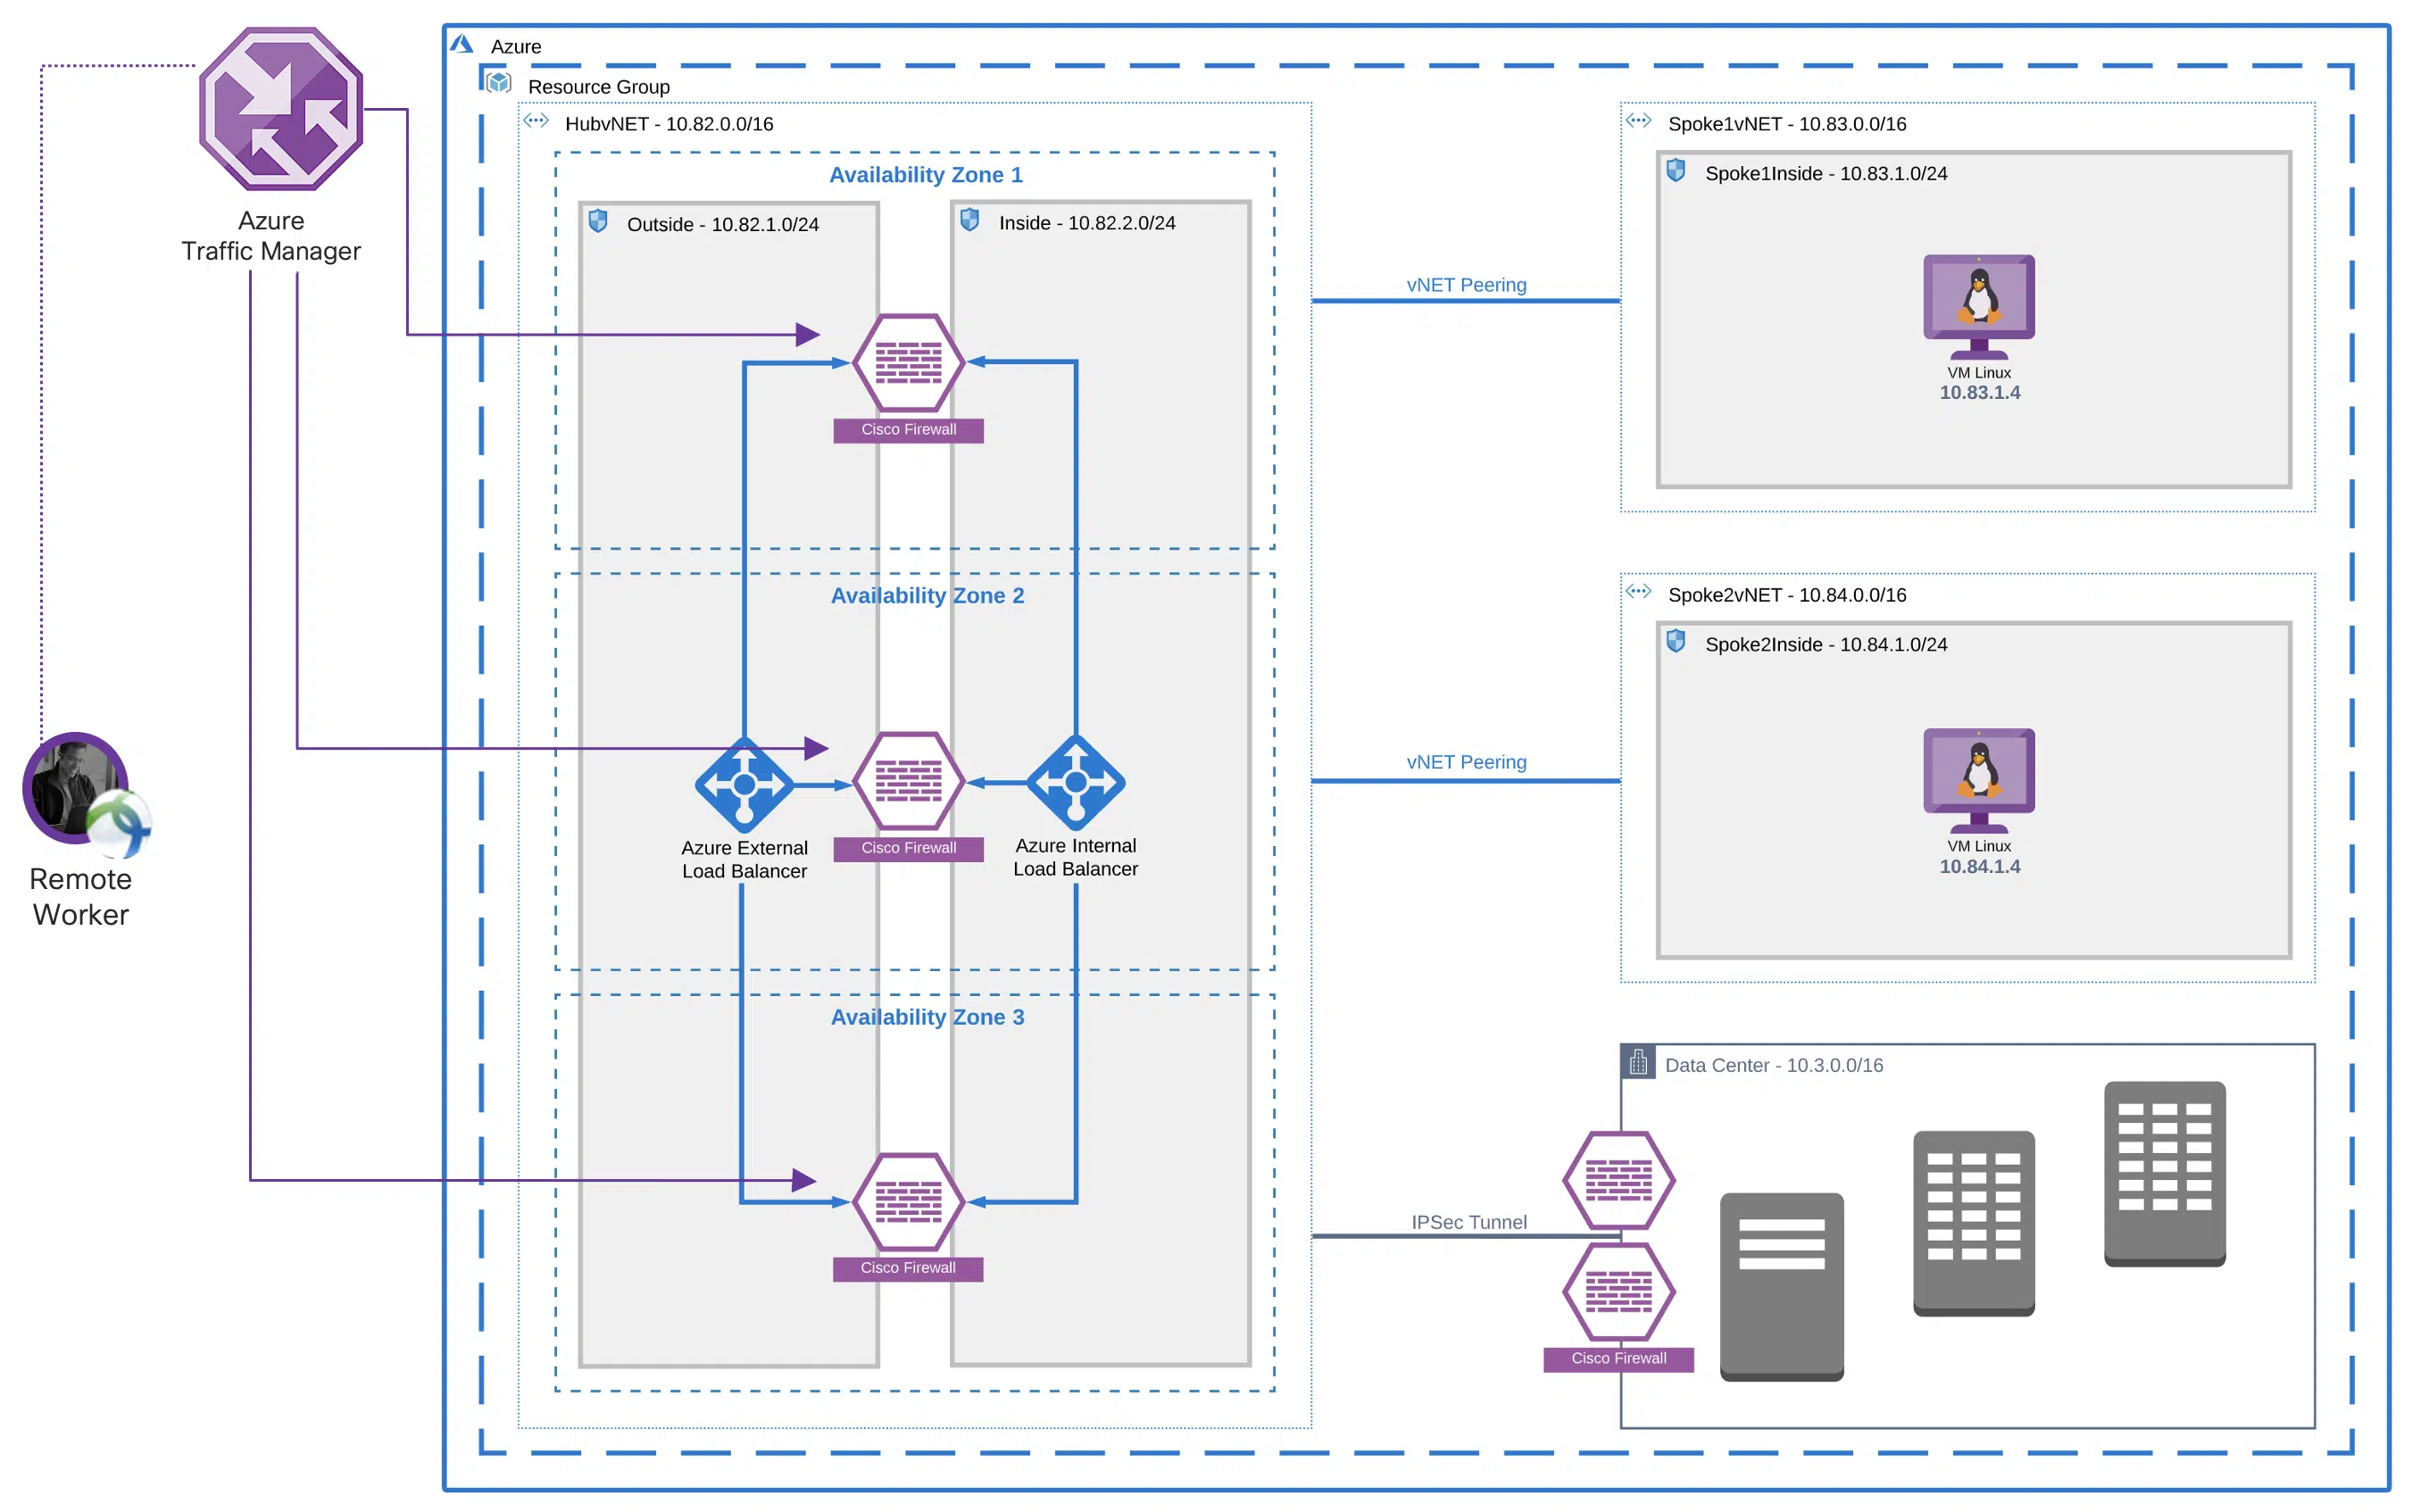 Azure
Resource Group
Azure
Traffic Manager
HubvNET - 10.82.0.0/16
Availability Zone 1
Outside - 10.82.1.0/24
Inside - 10.82.2.0/24
Cisco Firewall
Availability Zone 2
Azure External
Load Balancer
Cisco Firewall
Azure Internal
Load Balancer
Availability Zone 3
Cisco Firewall
Remote
Worker
vNET Peering
Spoke1vNET - 10.83.0.0/16
Spoke1Inside - 10.83.1.0/24
VM Linux
10.83.1.4
vNET Peering
Spoke2vNET - 10.84.0.0/16
Spoke2Inside - 10.84.1.0/24
VM Linux
10.84.1.4
IPSec Tunnel
Data Center - 10.3.0.0/16
Cisco Firewall